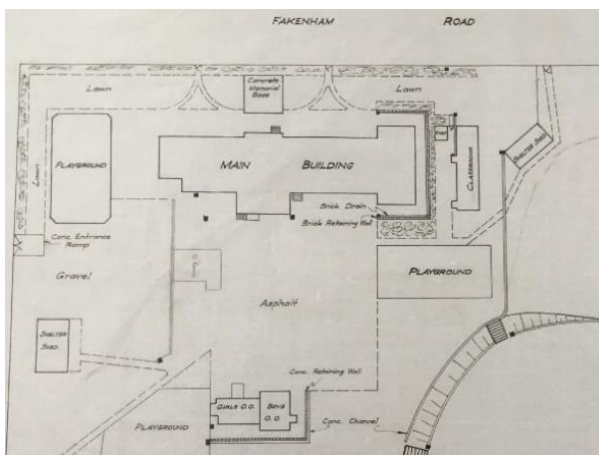 FAKENHAM ROAD
Lawn
Concrete
Memorial
Base
Lawn
Lawn
PLAYGROUND
MAIN BUILDING
CLASSROOM
SHELTER SHED
Brick Drain
Brick Retaining Wall
Conc. Entrance
Ramp
Gravel
Asphalt
PLAYGROUND
SHELTER
SHED
Conc. Retaining Wall
GIRLS O.O.
BOYS
O.O.
PLAYGROUND
Conc. Channel